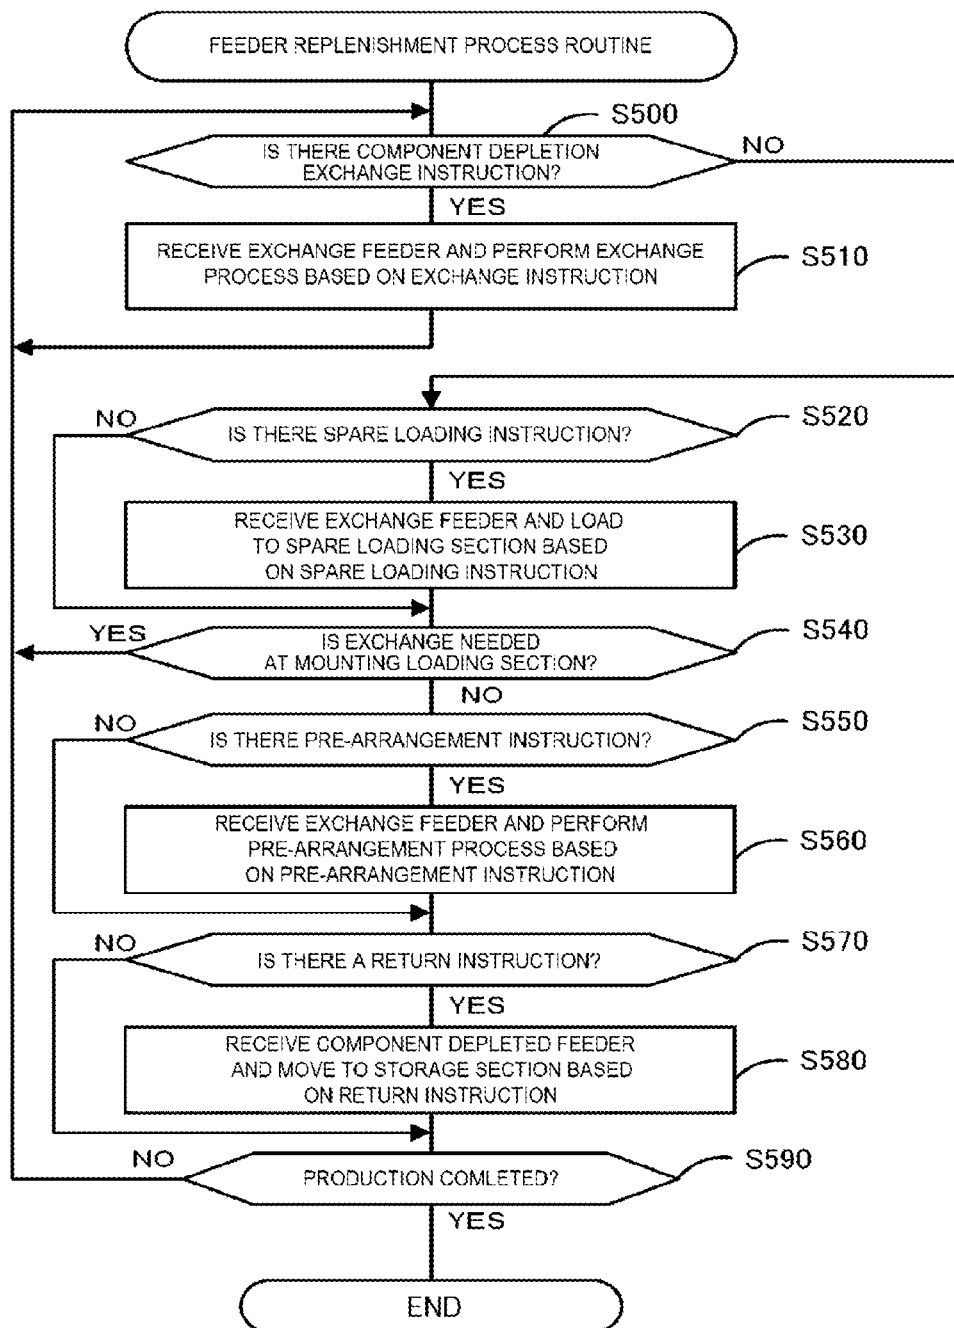 FEEDER REPLENISHMENT PROCESS ROUTINE
S500
IS THERE COMPONENT DEPLETION
EXCHANGE INSTRUCTION?
NO
YES
RECEIVE EXCHANGE FEEDER AND PERFORM EXCHANGE
PROCESS BASED ON EXCHANGE INSTRUCTION
S510
NO
IS THERE SPARE LOADING INSTRUCTION?
S520
YES
RECEIVE EXCHANGE FEEDER AND LOAD
TO SPARE LOADING SECTION BASED
ON SPARE LOADING INSTRUCTION
S530
YES
IS EXCHANGE NEEDED
AT MOUNTING LOADING SECTION?
S540
NO
NO
IS THERE PRE-ARRANGEMENT INSTRUCTION?
S550
YES
RECEIVE EXCHANGE FEEDER AND PERFORM
PRE-ARRANGEMENT PROCESS BASED
ON PRE-ARRANGEMENT INSTRUCTION
S560
NO
IS THERE A RETURN INSTRUCTION?
S570
YES
RECEIVE COMPONENT DEPLETED FEEDER
AND MOVE TO STORAGE SECTION BASED
ON RETURN INSTRUCTION
S580
NO
PRODUCTION COMLETED?
S590
YES
END